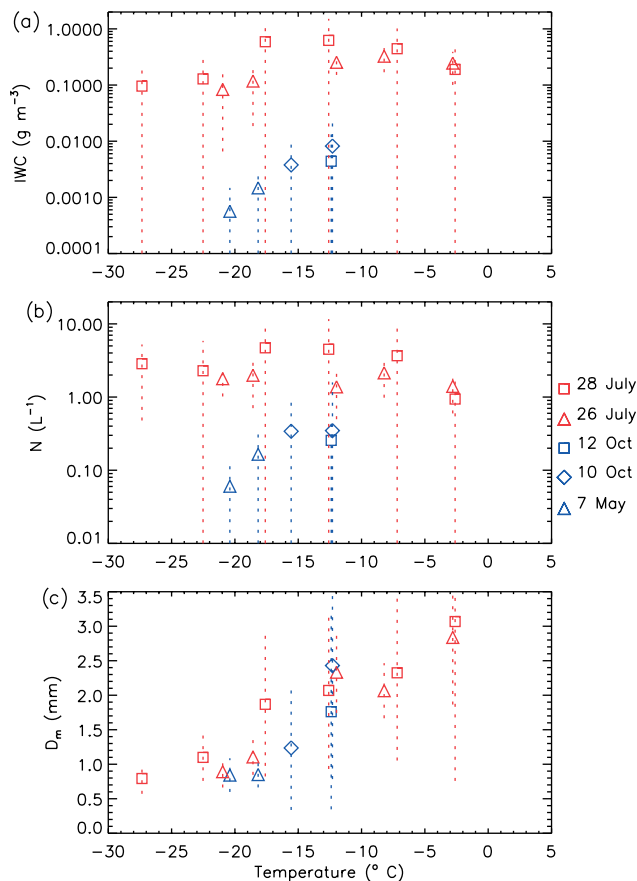 (a)
1.0000
0.1000
0.0100
0.0010
0.0001
IWC (g m⁻³)
−30 −25 −20 −15 −10 −5 0 5
(b)
10.00
1.00
0.10
0.01
N (L⁻¹)
−30 −25 −20 −15 −10 −5 0 5
28 July
26 July
12 Oct
10 Oct
7 May
(c)
3.5
3.0
2.5
2.0
1.5
1.0
0.5
0.0
Dₘ (mm)
−30 −25 −20 −15 −10 −5 0 5
Temperature (° C)